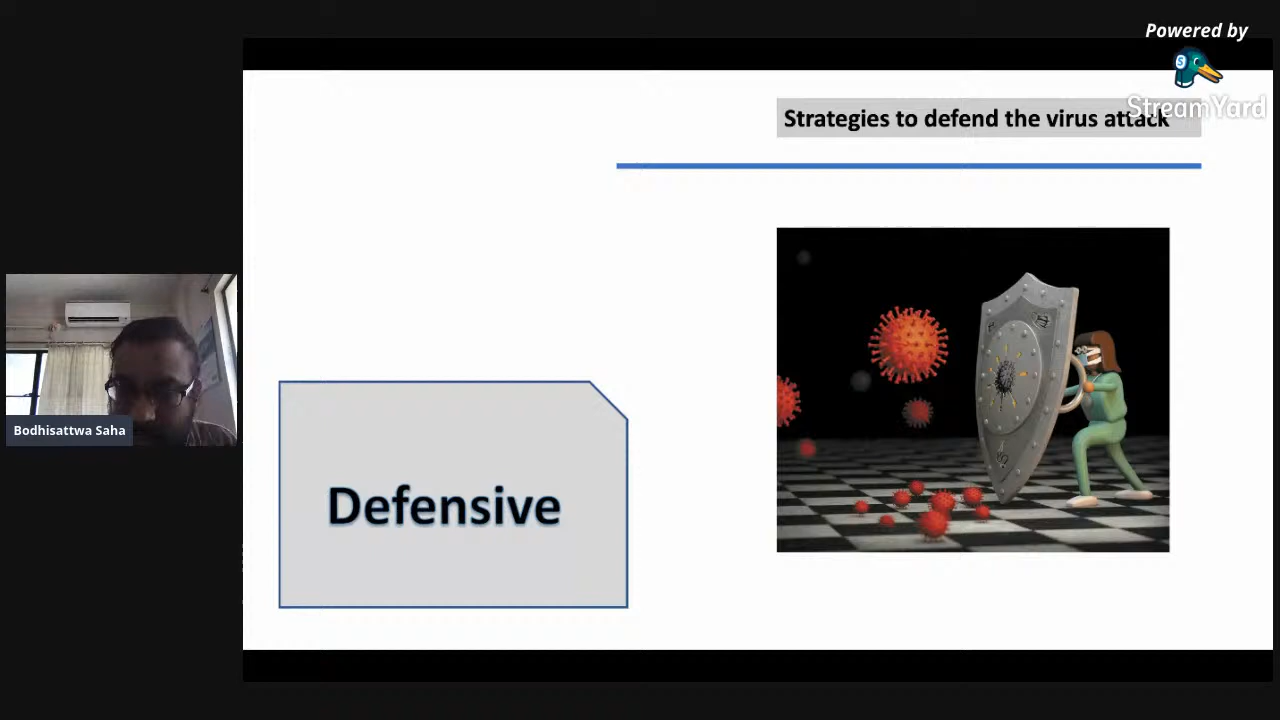 Powered by
StreamYard
Strategies to defend the virus attack
Bodhisattwa Saha
Defensive